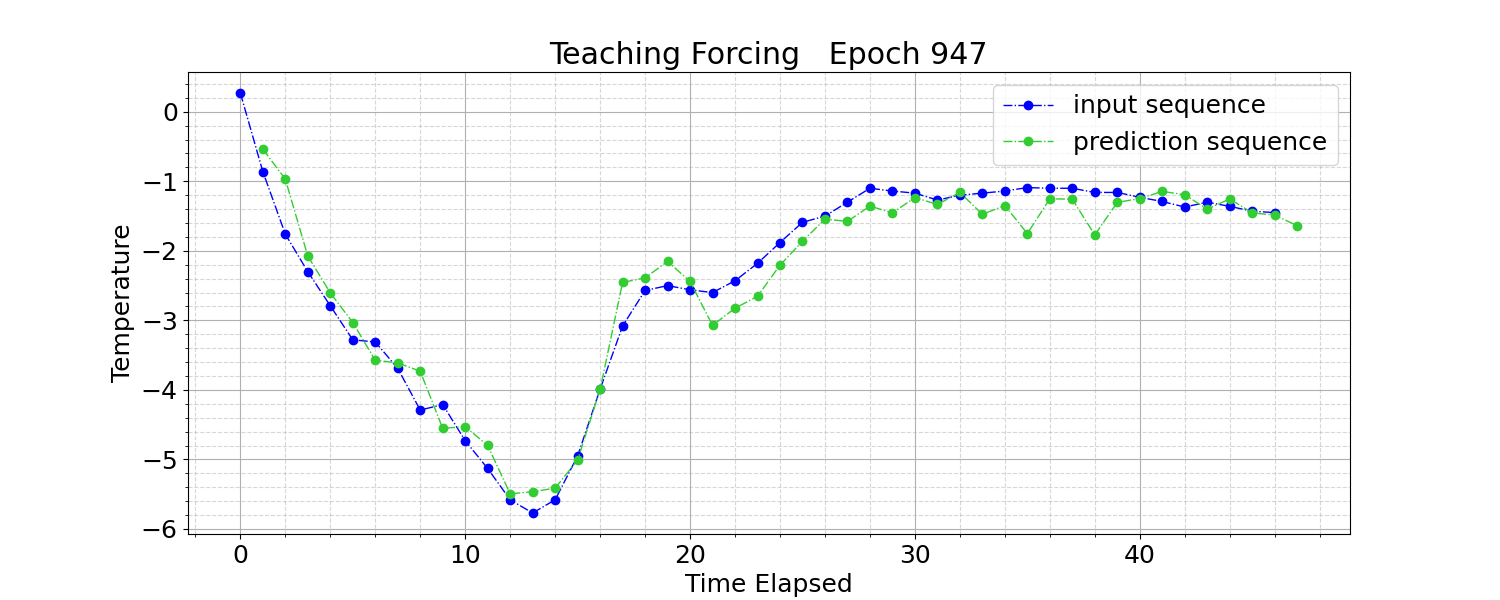 Teaching Forcing   Epoch 947
input sequence
prediction sequence
0
−1
−2
−3
−4
−5
−6
Temperature
0 10 20 30 40
Time Elapsed